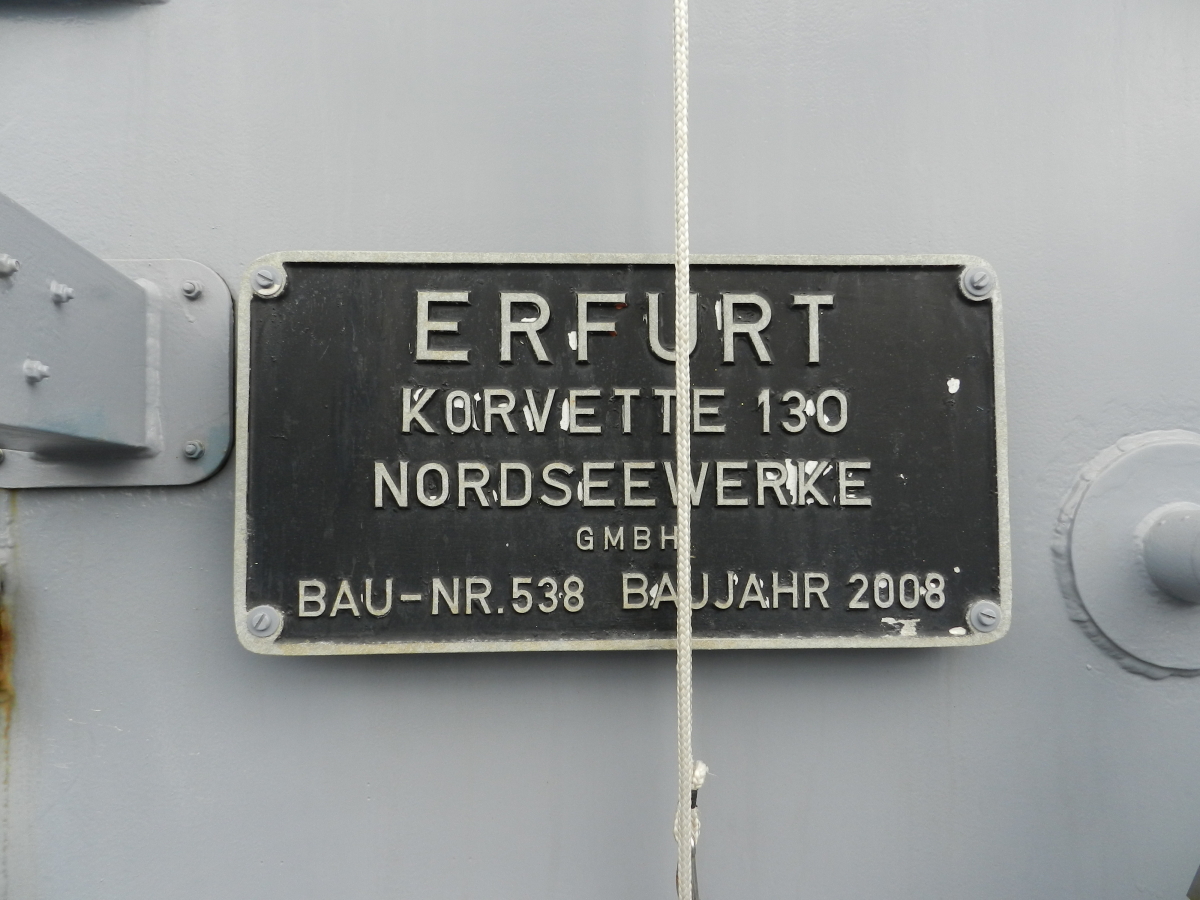 ERFURT
KORVETTE 130
NORDSEEWERKE
GMBH
BAU-NR. 538 BAUJAHR 2008